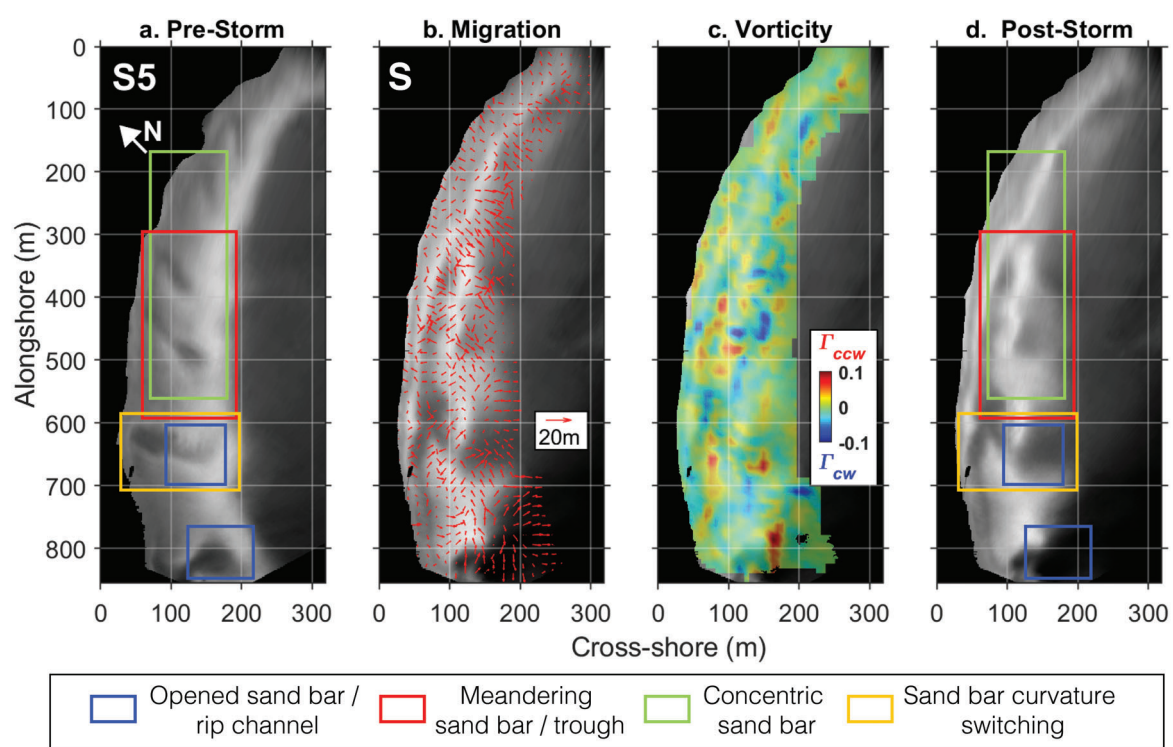 a. Pre-Storm
b. Migration
c. Vorticity
d. Post-Storm
0
100
200
300
400
500
600
700
800
Alongshore (m)
S5
N
S
20m
Γccw
0.1
0
-0.1
Γcw
0 100 200 300
0 100 200 300
0 100 200 300
0 100 200 300
Cross-shore (m)
Opened sand bar /
rip channel
Meandering
sand bar / trough
Concentric
sand bar
Sand bar curvature
switching